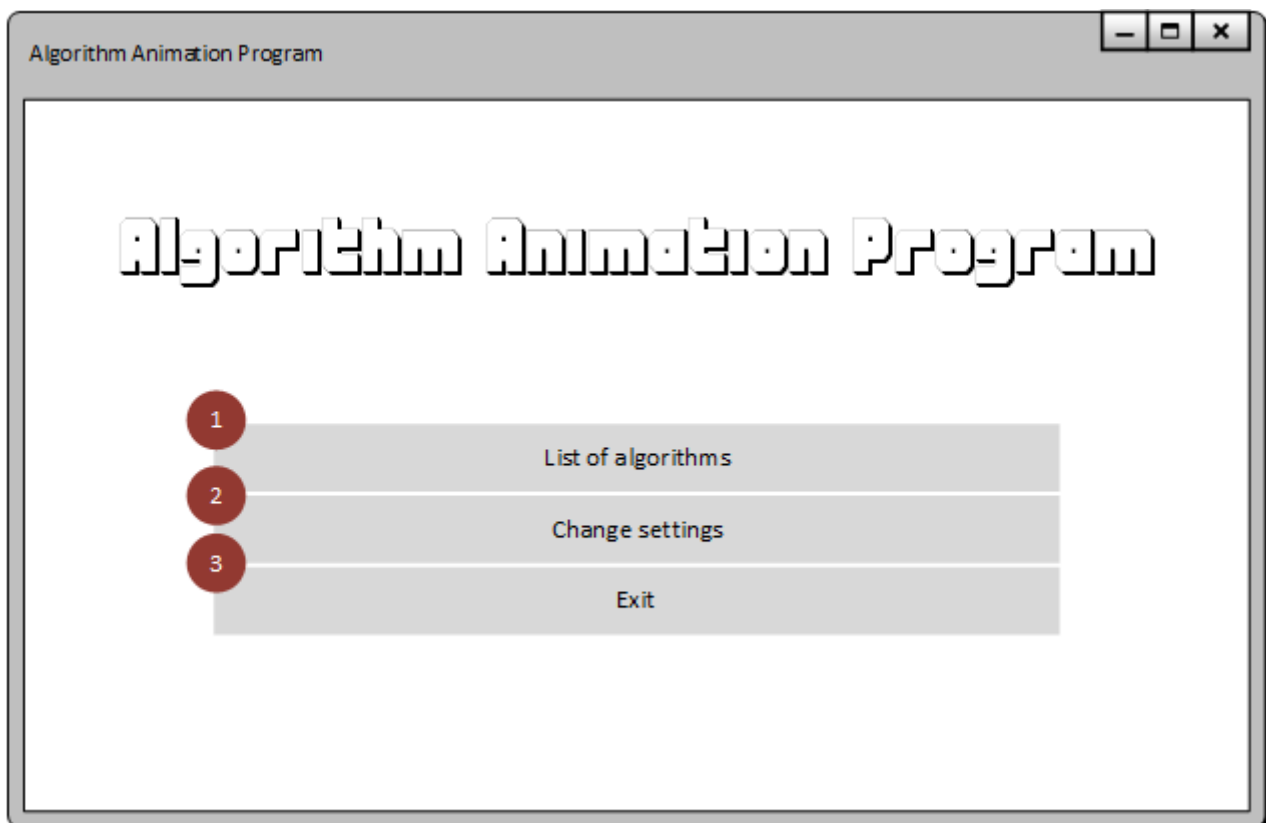 Algorithm Animation Program
Algorithm Animation Program
1
List of algorithms
2
Change settings
3
Exit